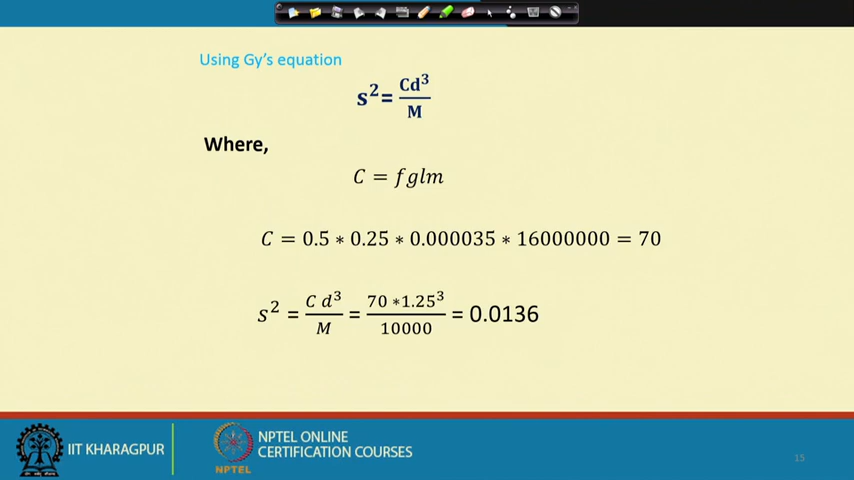 Using Gy's equation
s²= Cd³/M
Where,
C = fglm
C = 0.5 ∗ 0.25 ∗ 0.000035 ∗ 16000000 = 70
s² = C d³/M = 70 ∗1.25³/10000 = 0.0136
IIT KHARAGPUR
NPTEL
NPTEL ONLINE
CERTIFICATION COURSES
15